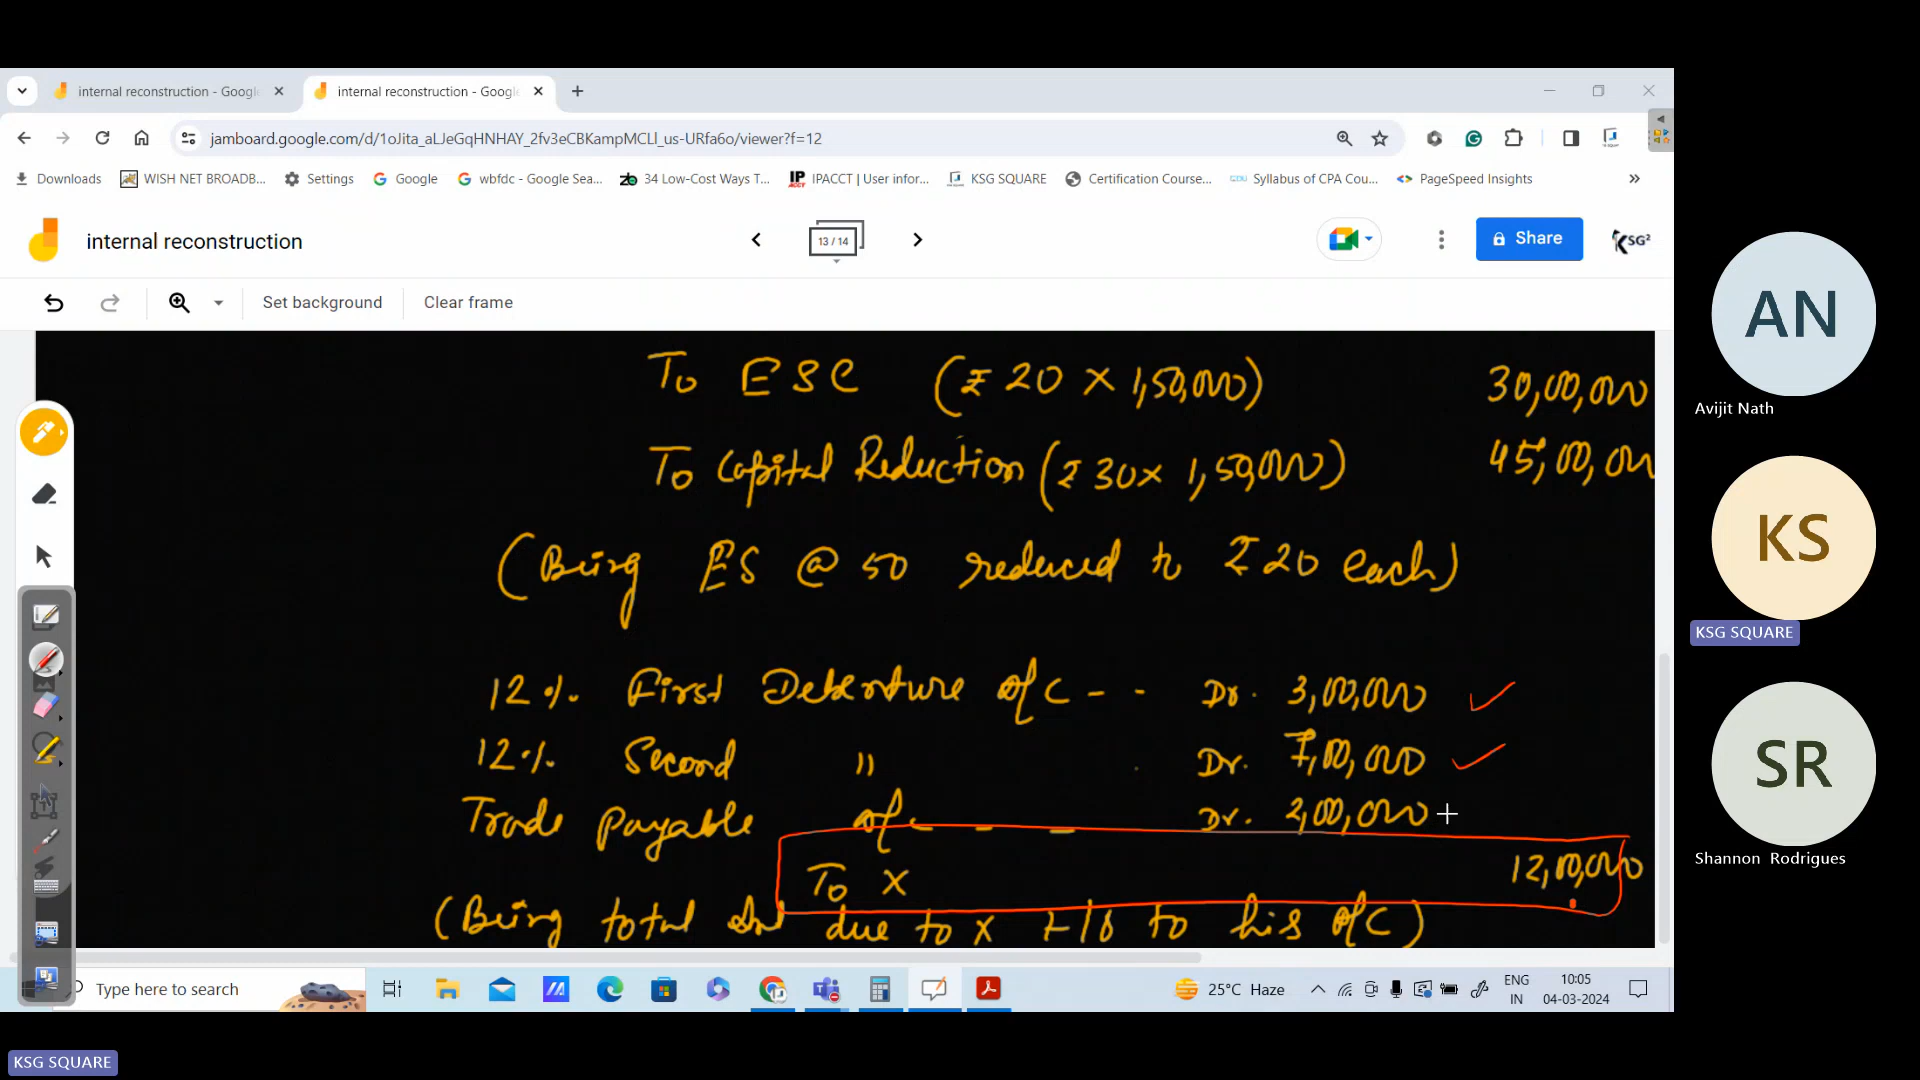 internal reconstruction - Google
internal reconstruction - Google
jamboard.google.com/d/1oJita_aLJeGqHNHAY_2fv3eCBKampMCLl_us-URfa6o/viewer?f=12
Downloads WISH NET BROADB... Settings Google wbfdc - Google Sea... 34 Low-Cost Ways T... IPACCT | User infor... KSG SQUARE Certification Course... Syllabus of CPA Cou... PageSpeed Insights »
internal reconstruction
13 / 14
Share
KSG²
Set background Clear frame
To ESC (₹ 20 × 1,50,000) 30,00,000
To Capital Reduction (₹ 30 × 1,50,000) 45,00,000
(Being ES @ 50 reduced to ₹ 20 each)
12 % First Debenture A/c - - Dr. 3,00,000 ✓
12 % Second " Dr. 7,00,000 ✓
Trade Payable A/c - - Dr. 2,00,000
To X 12,00,000
(Being total due to X t/b to his A/C)
AN
Avijit Nath
KS
KSG SQUARE
SR
Shannon Rodrigues
Type here to search
25°C Haze
ENG
IN
10:05
04-03-2024
KSG SQUARE